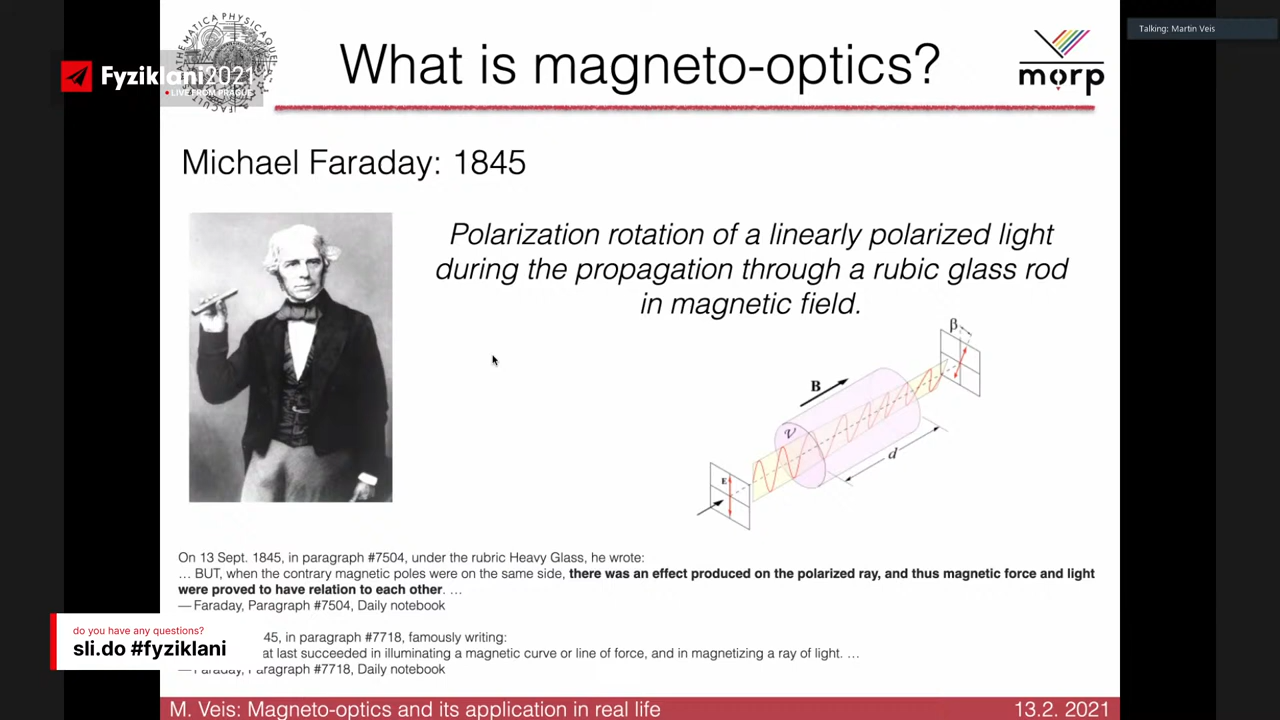 Talking: Martin Veis
What is magneto-optics?
morp
Fyziklani2021
LIVE FROM PRAGUE
Michael Faraday: 1845
Polarization rotation of a linearly polarized light
during the propagation through a rubic glass rod
in magnetic field.
β
B
𝒱
d
E
On 13 Sept. 1845, in paragraph #7504, under the rubric Heavy Glass, he wrote:
… BUT, when the contrary magnetic poles were on the same side, there was an effect produced on the polarized ray, and thus magnetic force and light
were proved to have relation to each other. …
— Faraday, Paragraph #7504, Daily notebook
do you have any questions?
sli.do #fyziklani
45, in paragraph #7718, famously writing:
at last succeeded in illuminating a magnetic curve or line of force, and in magnetizing a ray of light. …
— Faraday, Paragraph #7718, Daily notebook
M. Veis: Magneto-optics and its application in real life
13.2. 2021